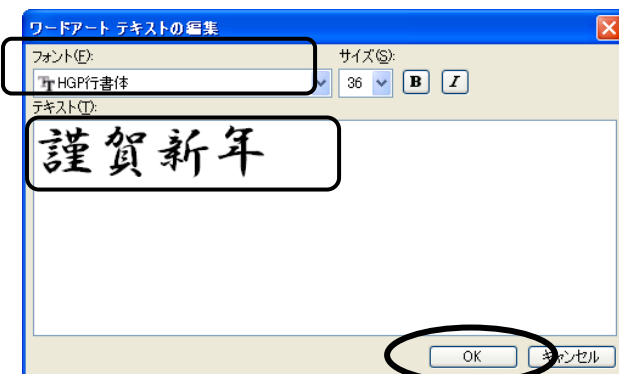 ワードアート テキストの編集
フォント(F): サイズ(S):
HGP行書体 36 B I
テキスト(T):
謹賀新年
OK キャンセル